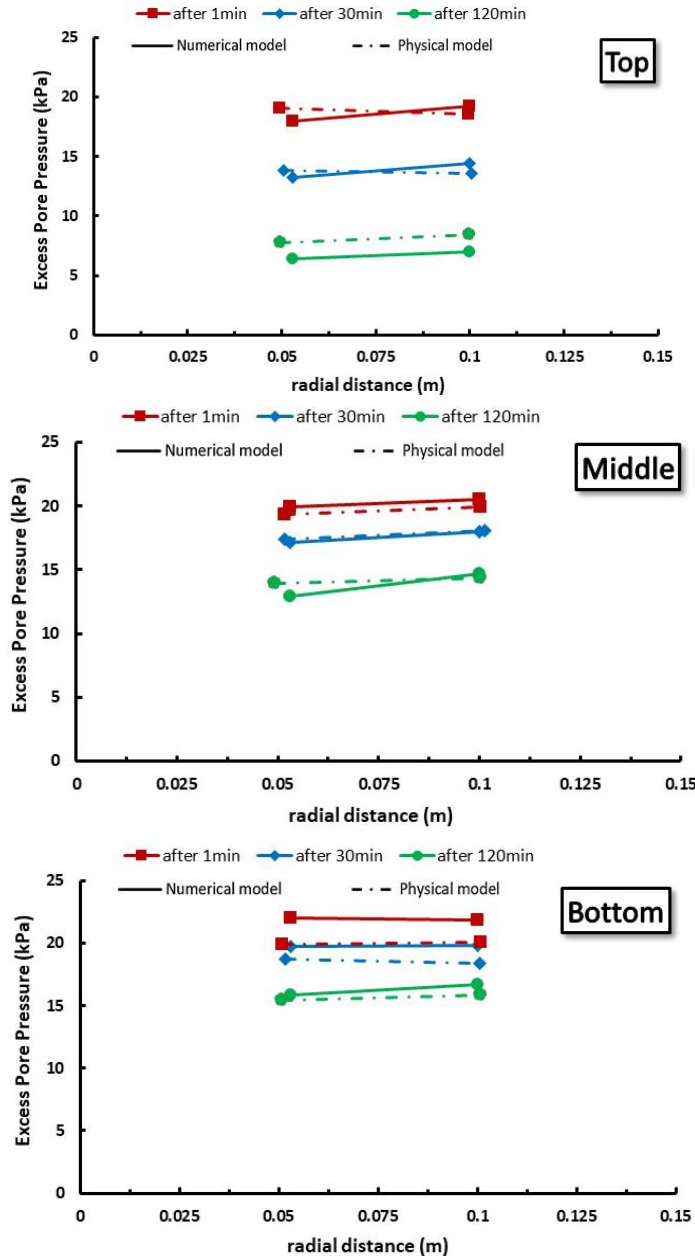 after 1min after 30min after 120min
25
Numerical model Physical model
Top
20
15
10
5
0
Excess Pore Pressure (kPa)
0 0.025 0.05 0.075 0.1 0.125 0.15
radial distance (m)
after 1min after 30min after 120min
25
Numerical model Physical model
Middle
20
15
10
5
0
Excess Pore Pressure (kPa)
0 0.025 0.05 0.075 0.1 0.125 0.15
radial distance (m)
after 1min after 30min after 120min
25
Numerical model Physical model
Bottom
20
15
10
5
0
Excess Pore Pressure (kPa)
0 0.025 0.05 0.075 0.1 0.125 0.15
radial distance (m)